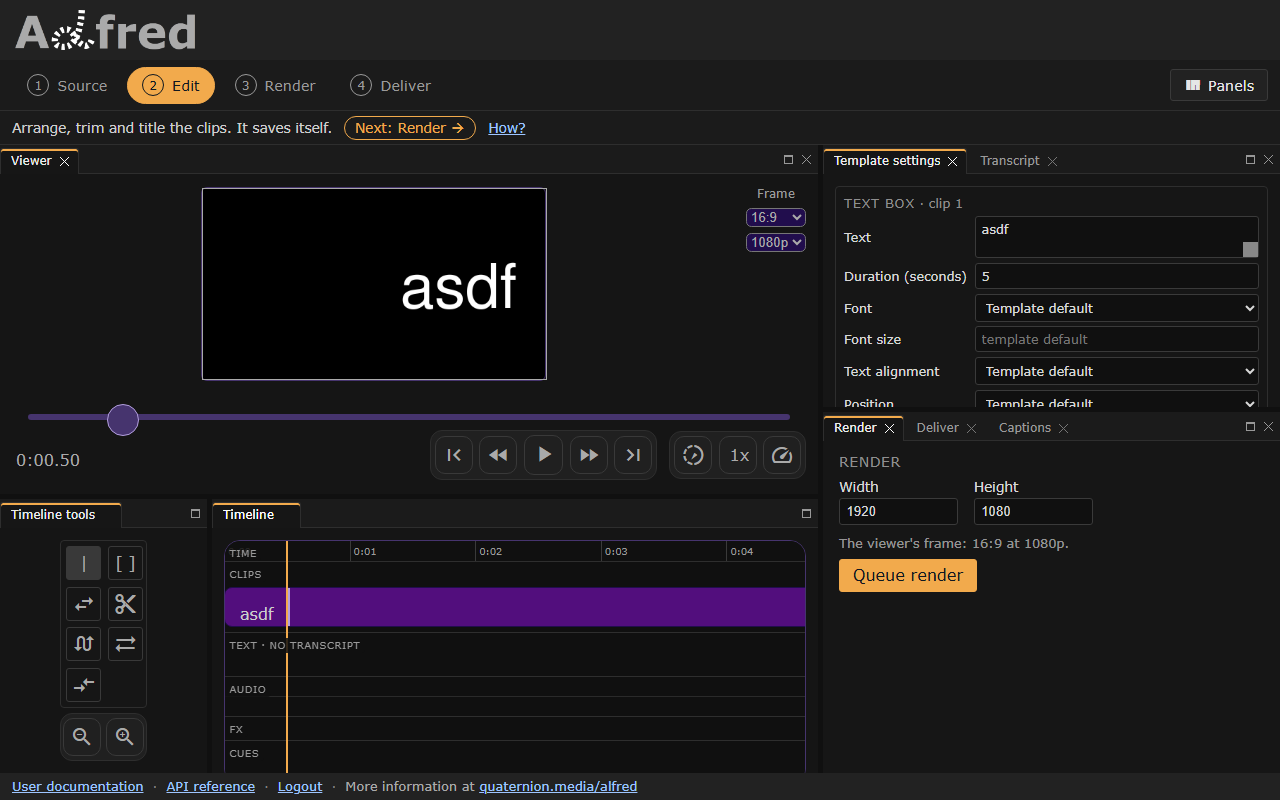 Adfred
1 Source
2 Edit
3 Render
4 Deliver
Panels
Arrange, trim and title the clips. It saves itself.
Next: Render →
How?
Viewer
Frame
16:9
1080p
asdf
0:00.50
1x
Template settings
Transcript
TEXT BOX · clip 1
Text
asdf
Duration (seconds)
5
Font
Template default
Font size
template default
Text alignment
Template default
Position
Template default
Render
Deliver
Captions
RENDER
Width
Height
1920
1080
The viewer's frame: 16:9 at 1080p.
Queue render
Timeline tools
[ ]
Timeline
TIME
0:01
0:02
0:03
0:04
CLIPS
asdf
TEXT · NO TRANSCRIPT
AUDIO
FX
CUES
User documentation · API reference · Logout · More information at quaternion.media/alfred